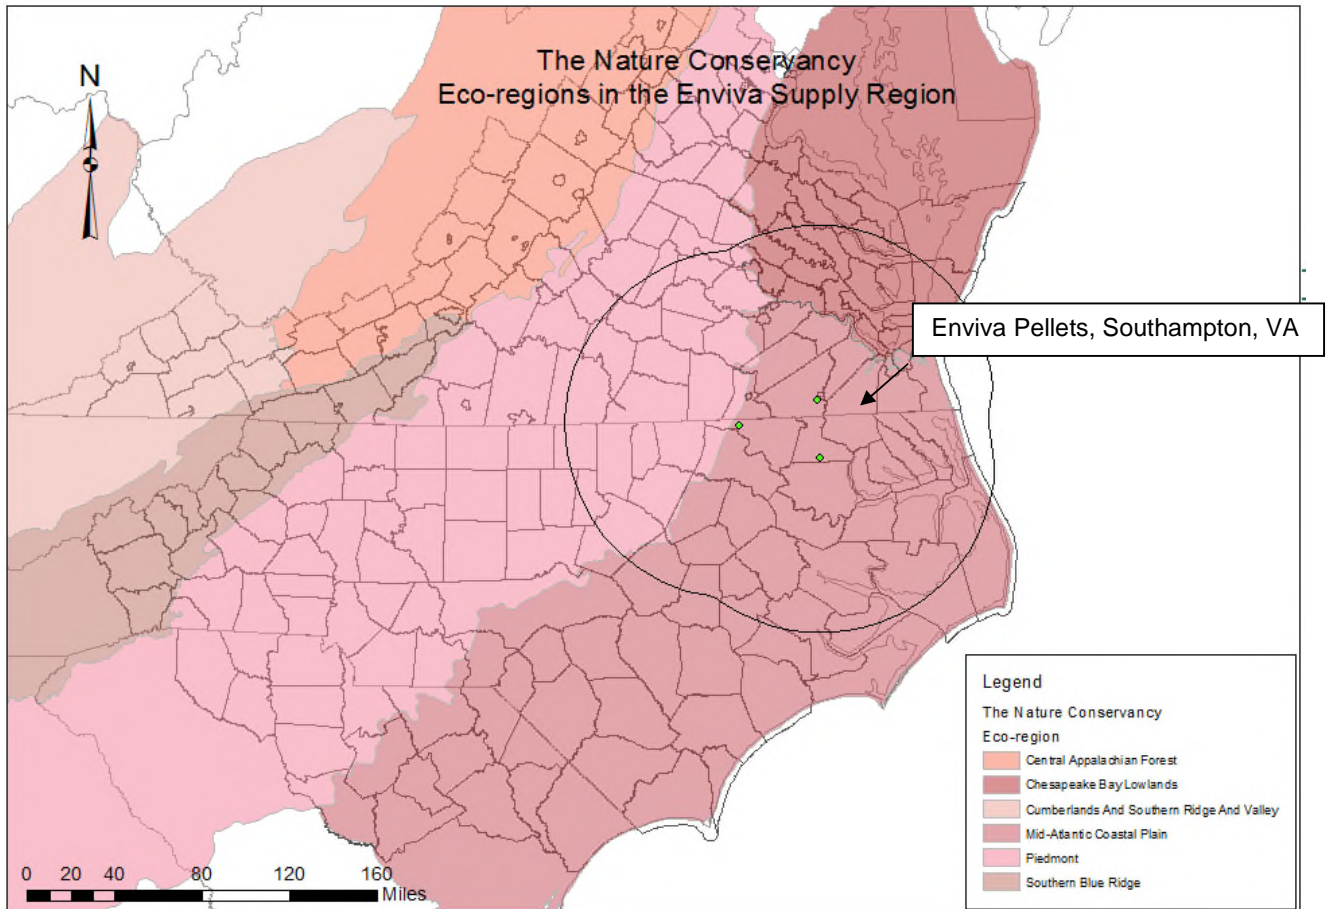 The Nature Conservancy
Eco-regions in the Enviva Supply Region
N
Enviva Pellets, Southampton, VA
Legend
The Nature Conservancy
Eco-region
Central Appalachian Forest
Chesapeake Bay Lowlands
Cumberlands And Southern Ridge And Valley
Mid-Atlantic Coastal Plain
Piedmont
Southern Blue Ridge
0 20 40 80 120 160
Miles